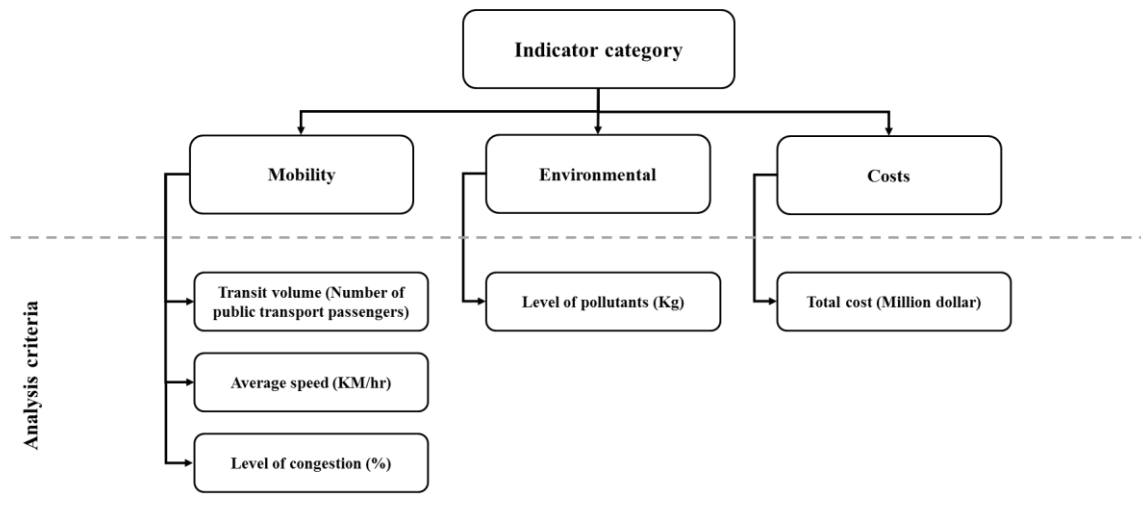 Indicator category
Mobility
Environmental
Costs
Analysis criteria
Transit volume (Number of
public transport passengers)
Level of pollutants (Kg)
Total cost (Million dollar)
Average speed (KM/hr)
Level of congestion (%)